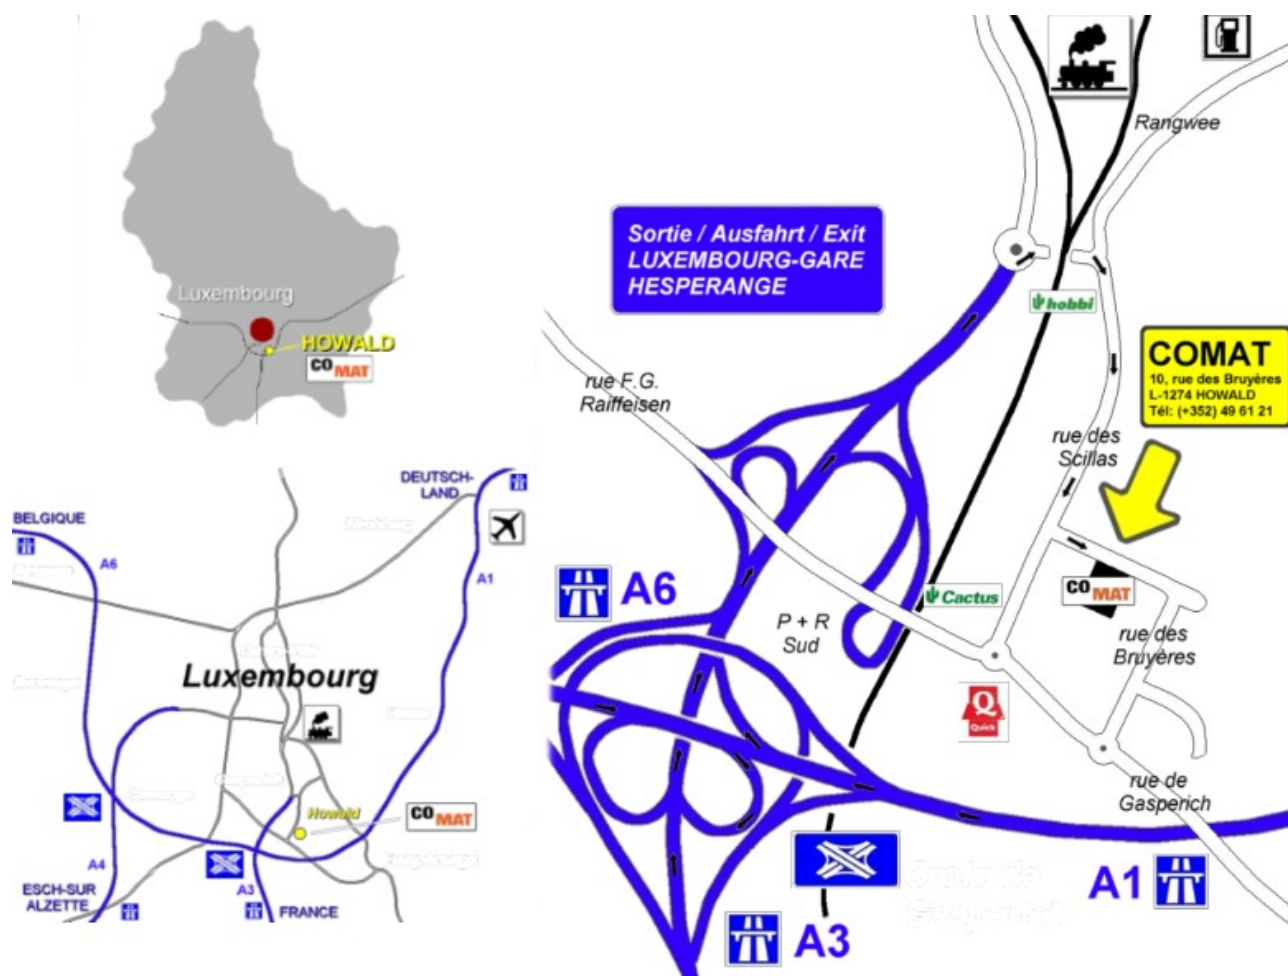 Luxembourg
HOWALD
CO
MAT
DEUTSCH-
LAND
BELGIQUE
A6
A1
Luxembourg
Howald
CO
MAT
A4
A3
ESCH-SUR
ALZETTE
FRANCE
Rangwee
Sortie / Ausfahrt / Exit
LUXEMBOURG-GARE
HESPERANGE
hobbi
COMAT
10, rue des Bruyères
L-1274 HOWALD
Tél: (+352) 49 61 21
rue F.G.
Raiffeisen
rue des
Scillas
A6
Cactus
CO
MAT
P + R
Sud
rue des
Bruyères
Q
Quick
rue de
Gasperich
A1
Croix de
Gasperich
A3